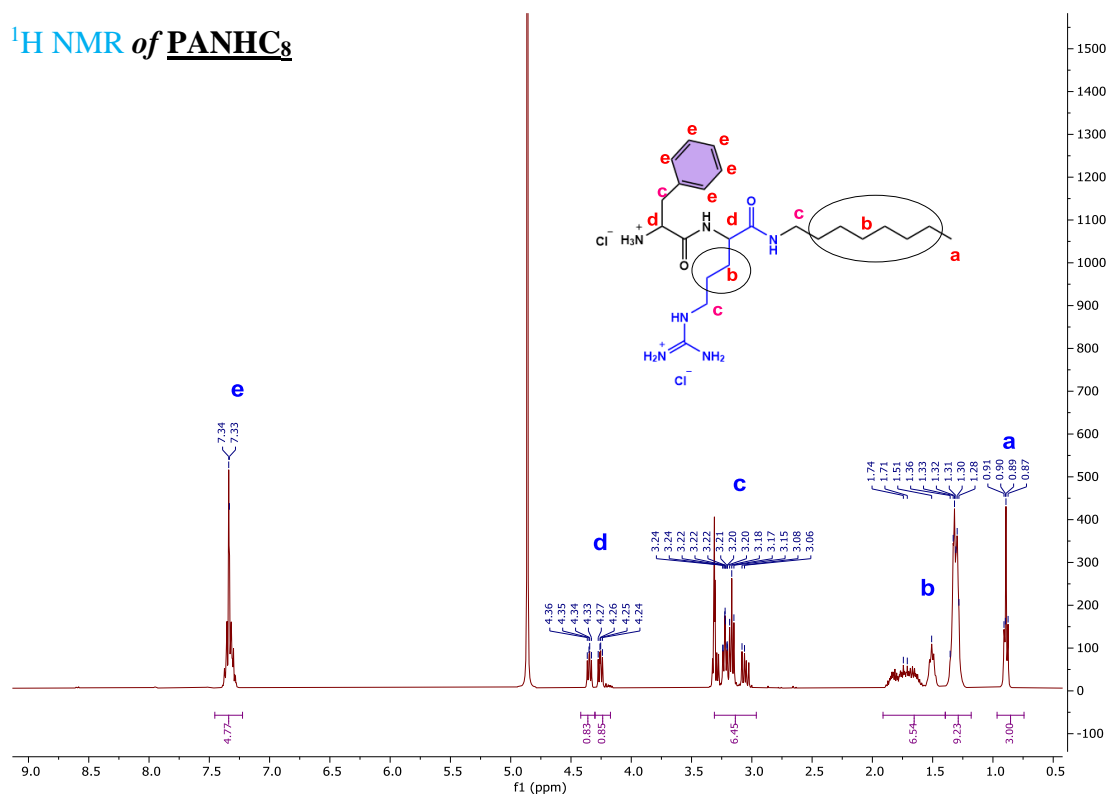 ¹H NMR of PANHC₈
e
e
e
e
e
c
d
H₃N⁺
Cl⁻
O
H
N
d
O
N
H
c
b
a
b
c
HN
H₂N⁺
NH₂
Cl⁻
e
7.34
7.33
d
4.36
4.35
4.34
4.33
4.27
4.26
4.25
4.24
c
3.24
3.24
3.22
3.22
3.22
3.21
3.20
3.20
3.18
3.17
3.15
3.08
3.06
b
1.74
1.71
1.51
1.36
1.33
1.32
1.31
1.30
1.28
a
0.91
0.90
0.89
0.87
4.77
0.83
0.85
6.45
6.54
9.23
3.00
1500
1400
1300
1200
1100
1000
900
800
700
600
500
400
300
200
100
0
-100
9.0 8.5 8.0 7.5 7.0 6.5 6.0 5.5 5.0 4.5 4.0 3.5 3.0 2.5 2.0 1.5 1.0 0.5
f1 (ppm)